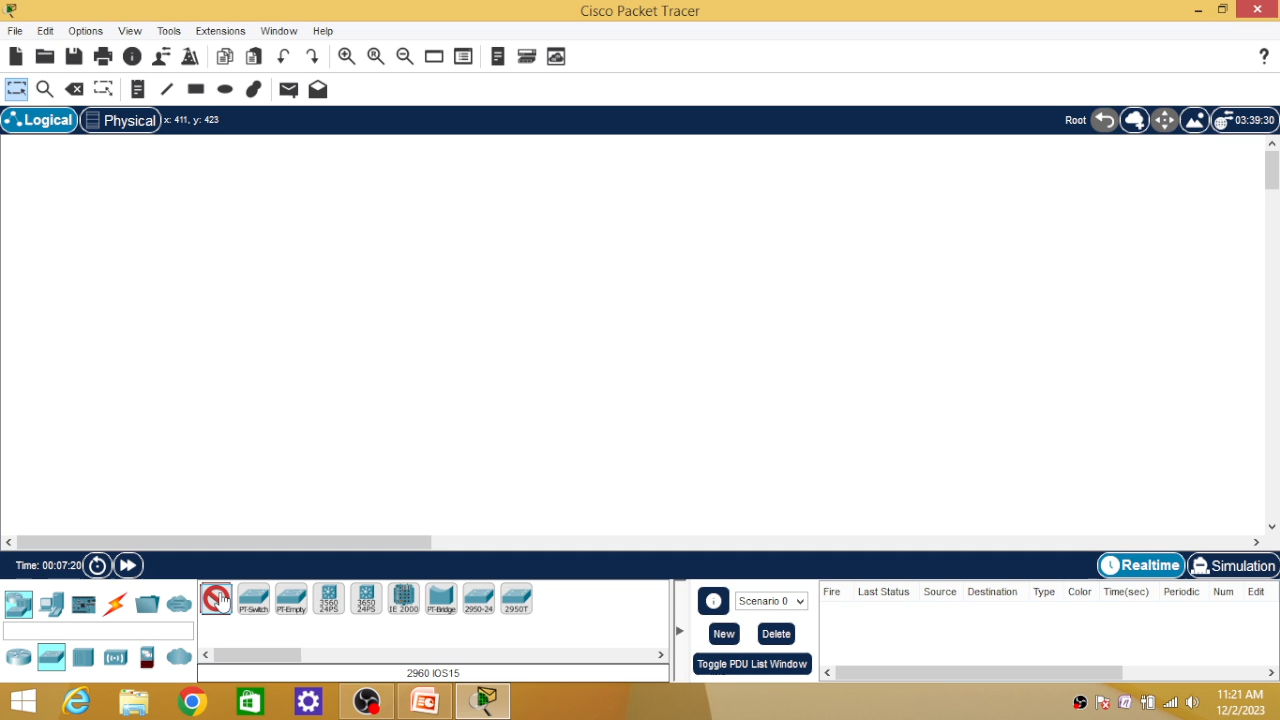 Cisco Packet Tracer
File Edit Options View Tools Extensions Window Help
?
Logical Physical x: 411, y: 423 Root 03:39:30
Time: 00:07:20 Realtime Simulation
PT-Switch PT-Empty 3560 24PS 3650 24PS IE 2000 PT-Bridge 2950-24 2950T
2960 IOS15
Scenario 0
New Delete
Toggle PDU List Window
Fire Last Status Source Destination Type Color Time(sec) Periodic Num Edit
11:21 AM
12/2/2023